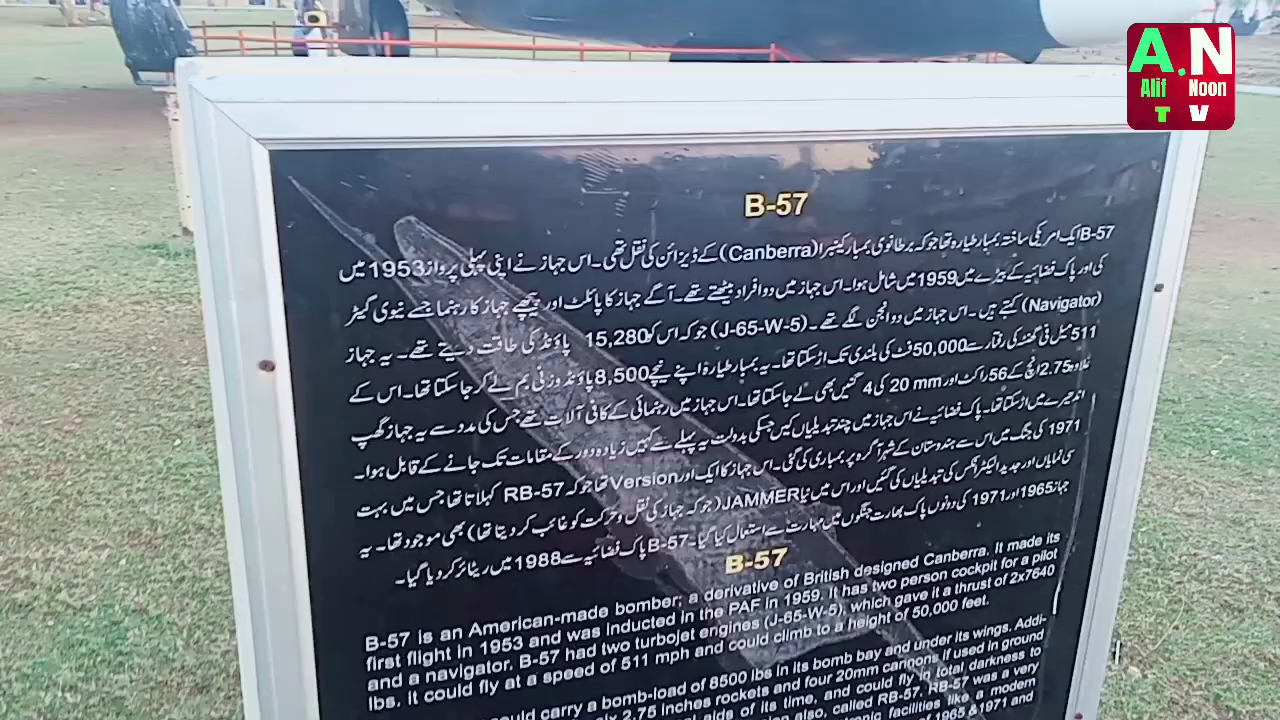 A.N
Alif Noon
T V
B-57
B-57 ایک امریکی ساختہ بمبار طیارہ تھا جو کہ برطانوی بمبار کینبرا (Canberra) کے ڈیزائن کی نقل تھی۔ اس جہاز نے اپنی پہلی پرواز 1953 میں
کی اور پاک فضائیہ کے بیڑے میں 1959 میں شامل ہوا۔ اس جہاز میں دو افراد بیٹھتے تھے۔ آگے جہاز کا پائلٹ اور پیچھے جہاز کا رہنما جسے نیوی گیٹر
(Navigator) کہتے ہیں۔ اس جہاز میں دو انجن لگے تھے۔ (J-65-W-5) جو کہ اس کو 15,280 پاؤنڈ کی طاقت دیتے تھے۔ یہ جہاز
511 میل فی گھنٹہ کی رفتار سے 50,000 فٹ کی بلندی تک اڑ سکتا تھا۔ یہ بمبار طیارہ اپنے نیچے 8,500 پاؤنڈ وزنی بم لے کر جا سکتا تھا۔ اس کے
علاوہ 2.75 انچ کے 56 راکٹ اور 20 mm کی 4 گنیں بھی لے جا سکتا تھا۔ اس جہاز میں رہنمائی کے کافی آلات تھے جس کی مدد سے یہ جہاز گھپ
اندھیرے میں اڑ سکتا تھا۔ پاک فضائیہ نے اس جہاز میں چند تبدیلیاں کیں جسکی بدولت یہ پہلے سے کہیں زیادہ دور کے مقامات تک جانے کے قابل ہوا۔
1971 کی جنگ میں اس سے ہندوستان کے شہر آگرہ پر بمباری کی گئی۔ اس جہاز کا ایک اور Version تھا جو کہ RB-57 کہلاتا تھا جس میں بہت
سی نمایاں اور جدید الیکٹرانکس کی تبدیلیاں کی گئیں اور اس میں نیا JAMMER (جو کہ جہاز کی نقل و حرکت کو غائب کر دیتا تھا) بھی موجود تھا۔ یہ
جہاز 1965 اور 1971 کی دونوں پاک بھارت جنگوں میں مہارت سے استعمال کیا گیا۔ B-57 پاک فضائیہ سے 1988 میں ریٹائر کر دیا گیا۔
B-57
B-57 is an American-made bomber; a derivative of British designed Canberra. It made its
first flight in 1953 and was inducted in the PAF in 1959. It has two person cockpit for a pilot
and a navigator. B-57 had two turbojet engines (J-65-W-5), which gave it a thrust of 2x7640
lbs. It could fly at a speed of 511 mph and could climb to a height of 50,000 feet.
could carry a bomb-load of 8500 lbs in its bomb bay and under its wings. Addi-
2.75 inches rockets and four 20mm cannons if used in ground
aids of its time, and could fly in total darkness to
also, called RB-57. RB-57 was a very
facilities like a modern
of 1965 &1971 and